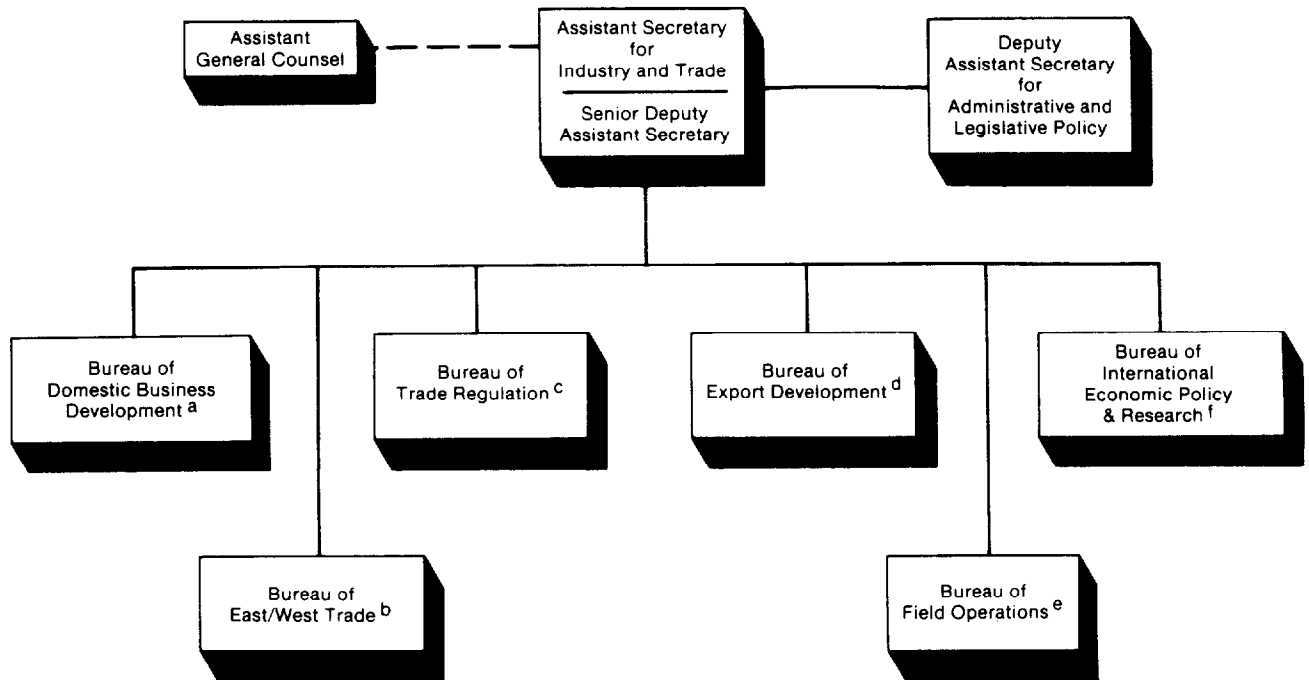 Assistant
General Counsel
Assistant Secretary
for
Industry and Trade
Senior Deputy
Assistant Secretary
Deputy
Assistant Secretary
for
Administrative and
Legislative Policy
Bureau of
Domestic Business
Development a
Bureau of
Trade Regulation c
Bureau of
Export Development d
Bureau of
International
Economic Policy
& Research f
Bureau of
East/West Trade b
Bureau of
Field Operations e